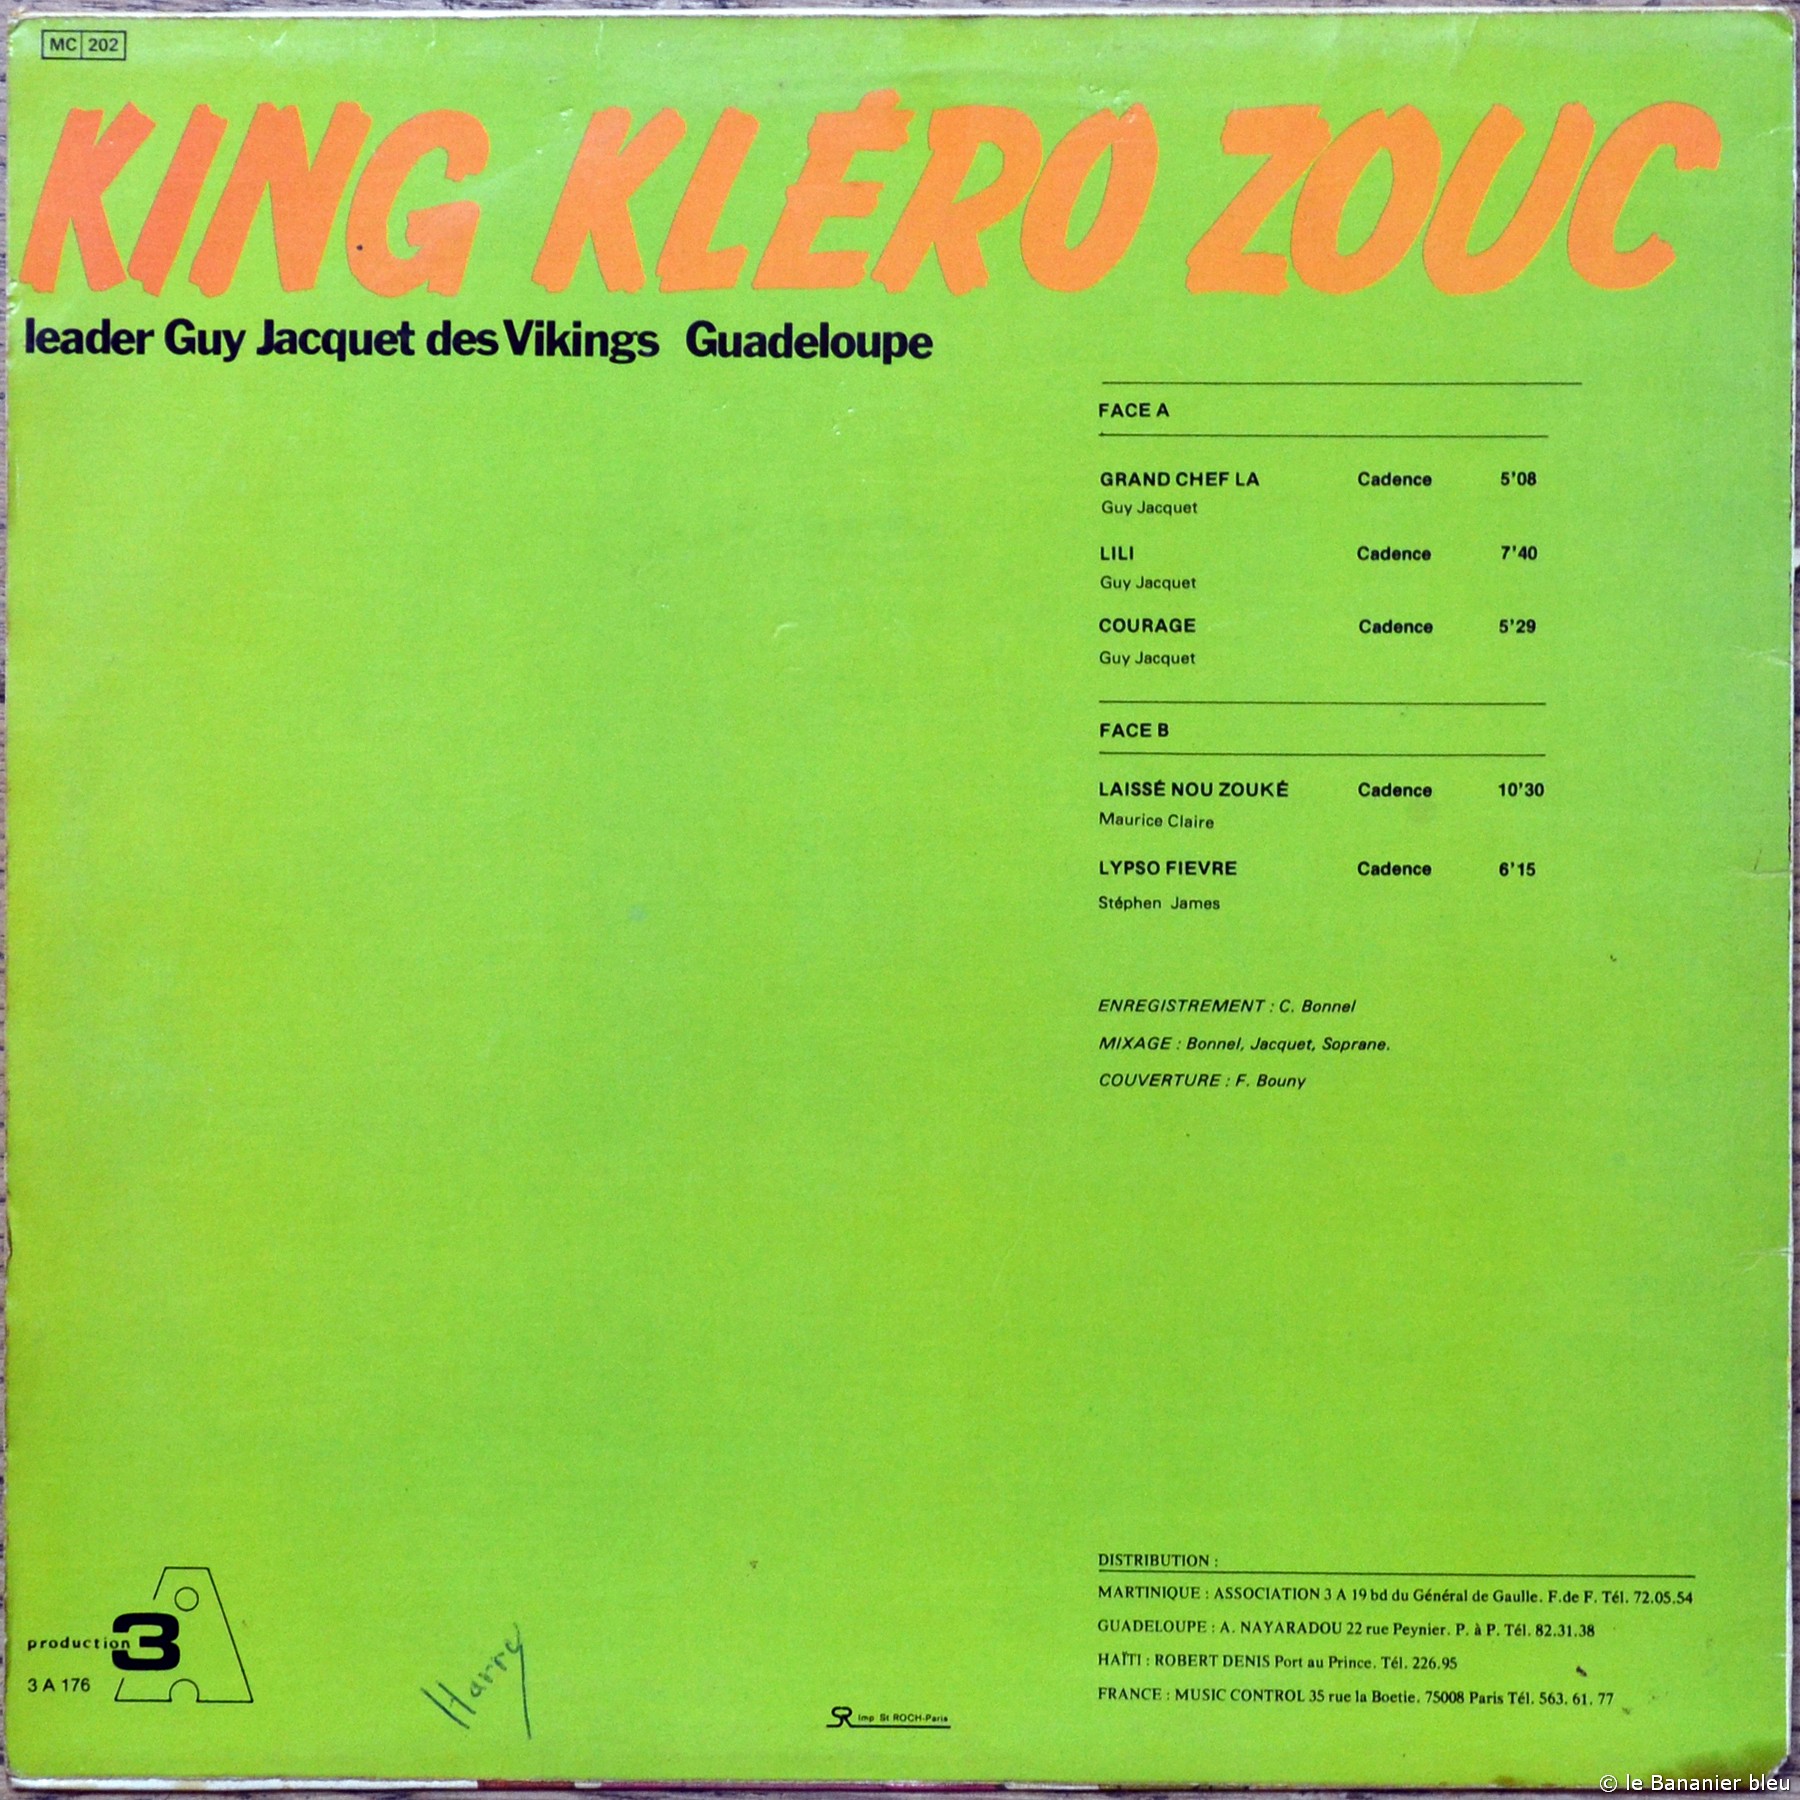 MC 202
KING KLÉRO ZOUC
leader Guy Jacquet des Vikings Guadeloupe
FACE A
GRAND CHEF LA Cadence 5'08
Guy Jacquet
LILI Cadence 7'40
Guy Jacquet
COURAGE Cadence 5'29
Guy Jacquet
FACE B
LAISSÉ NOU ZOUKÉ Cadence 10'30
Maurice Claire
LYPSO FIEVRE Cadence 6'15
Stéphen James
ENREGISTREMENT : C. Bonnel
MIXAGE : Bonnel, Jacquet, Soprane.
COUVERTURE : F. Bouny
DISTRIBUTION :
MARTINIQUE : ASSOCIATION 3 A 19 bd du Général de Gaulle. F.de F. Tél. 72.05.54
GUADELOUPE : A. NAYARADOU 22 rue Peynier. P. à P. Tél. 82.31.38
HAÏTI : ROBERT DENIS Port au Prince. Tél. 226.95
FRANCE : MUSIC CONTROL 35 rue la Boetie. 75008 Paris Tél. 563. 61. 77
production 3
3 A 176
Harry
SR Imp St ROCH-Paris
© le Bananier bleu